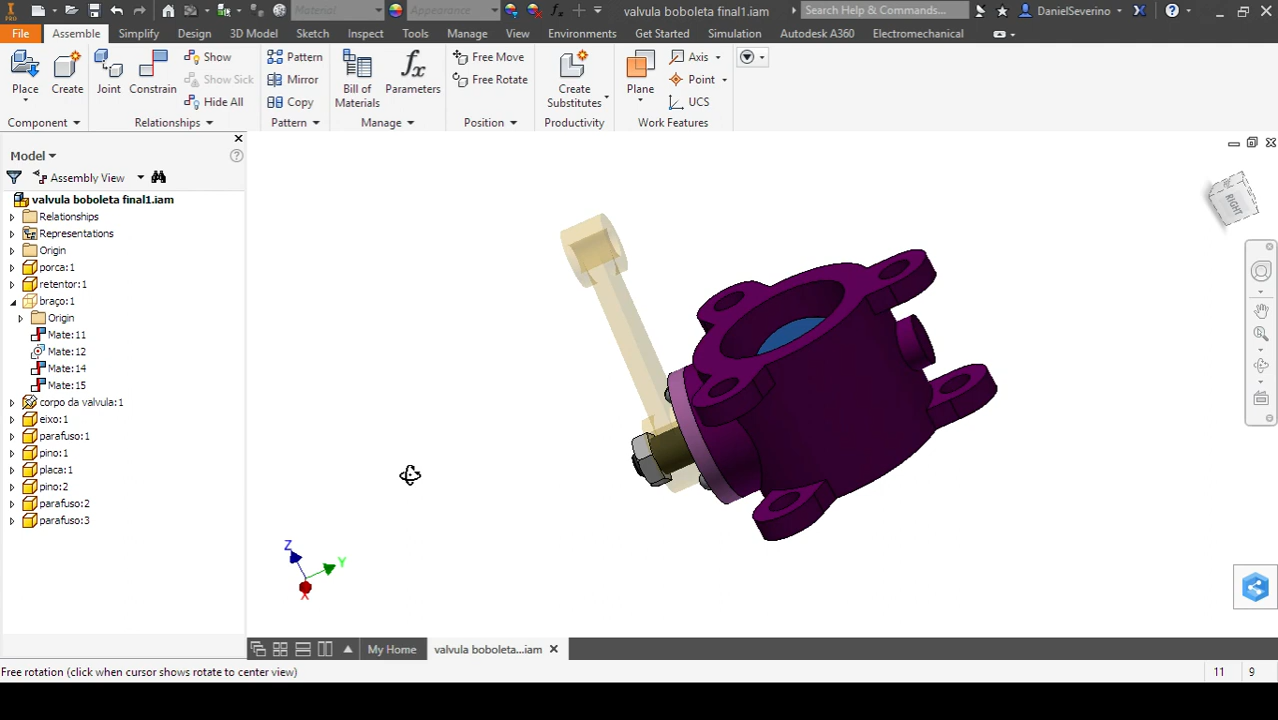 I PRO
Material
Appearance
fx
valvula boboleta final1.iam
Search Help & Commands...
DanielSeverino
File
Assemble
Simplify
Design
3D Model
Sketch
Inspect
Tools
Manage
View
Environments
Get Started
Simulation
Autodesk A360
Electromechanical
Place
Create
Joint
Constrain
Show
Show Sick
Hide All
Pattern
Mirror
Copy
Bill of Materials
fx
Parameters
Free Move
Free Rotate
Create Substitutes
Plane
Axis
Point
UCS
Component
Relationships
Pattern
Manage
Position
Productivity
Work Features
Model
Assembly View
valvula boboleta final1.iam
Relationships
Representations
Origin
porca:1
retentor:1
braço:1
Origin
Mate:11
Mate:12
Mate:14
Mate:15
corpo da valvula:1
eixo:1
parafuso:1
pino:1
placa:1
pino:2
parafuso:2
parafuso:3
RIGHT
Z
Y
X
My Home
valvula boboleta...iam
Free rotation (click when cursor shows rotate to center view)
11
9